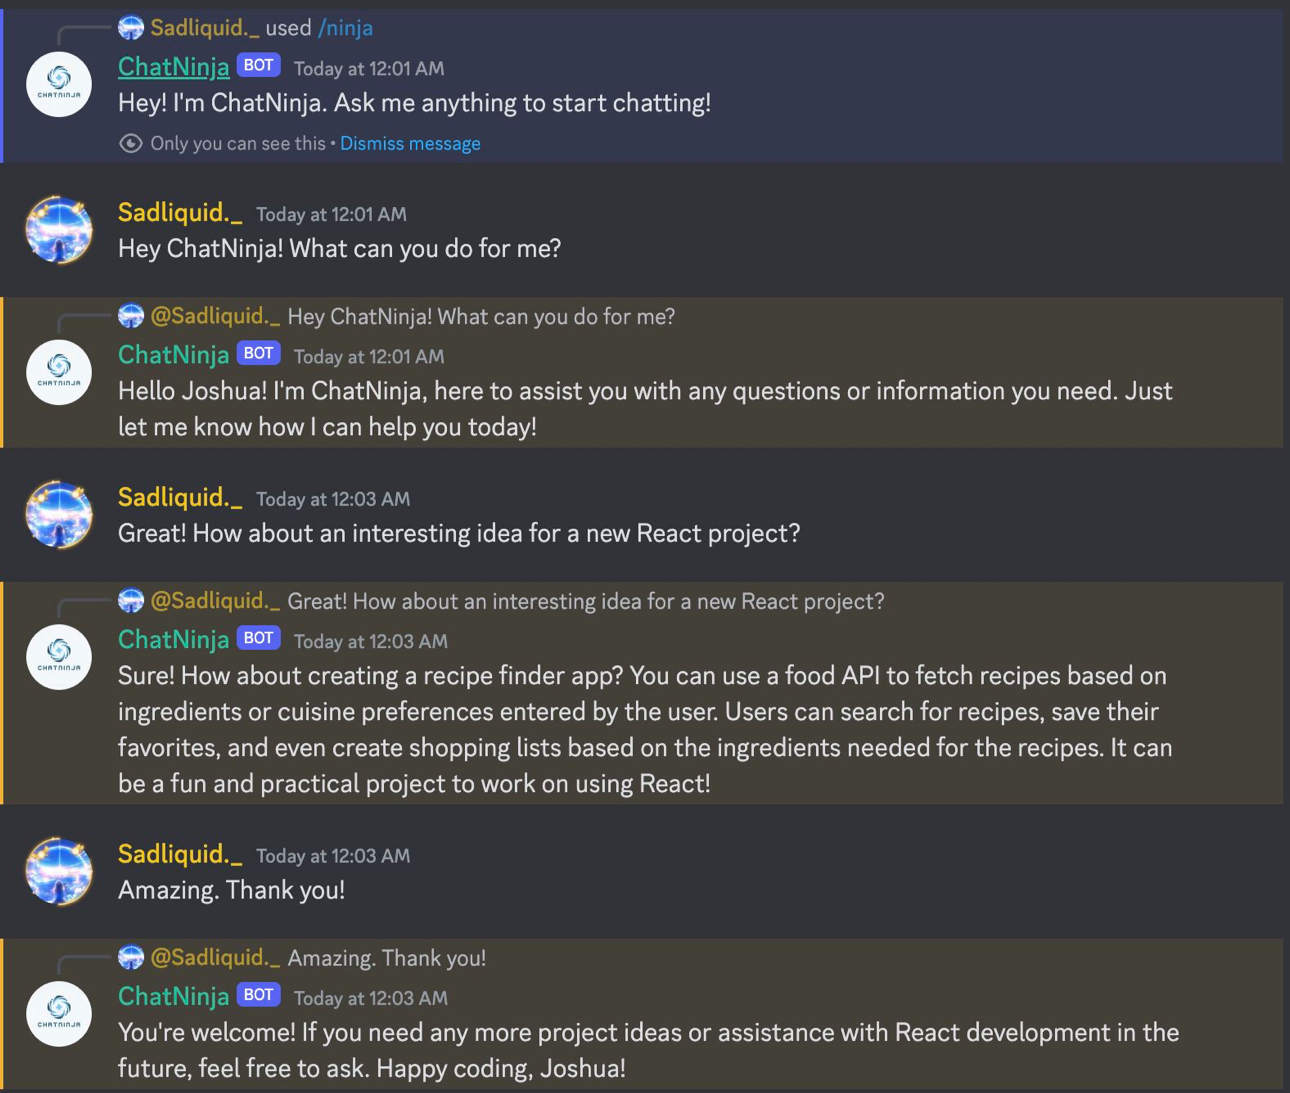 Sadliquid._ used /ninja
CHATNINJA
ChatNinja BOT Today at 12:01 AM
Hey! I'm ChatNinja. Ask me anything to start chatting!
Only you can see this • Dismiss message
Sadliquid._ Today at 12:01 AM
Hey ChatNinja! What can you do for me?
@Sadliquid._ Hey ChatNinja! What can you do for me?
CHATNINJA
ChatNinja BOT Today at 12:01 AM
Hello Joshua! I'm ChatNinja, here to assist you with any questions or information you need. Just
let me know how I can help you today!
Sadliquid._ Today at 12:03 AM
Great! How about an interesting idea for a new React project?
@Sadliquid._ Great! How about an interesting idea for a new React project?
CHATNINJA
ChatNinja BOT Today at 12:03 AM
Sure! How about creating a recipe finder app? You can use a food API to fetch recipes based on
ingredients or cuisine preferences entered by the user. Users can search for recipes, save their
favorites, and even create shopping lists based on the ingredients needed for the recipes. It can
be a fun and practical project to work on using React!
Sadliquid._ Today at 12:03 AM
Amazing. Thank you!
@Sadliquid._ Amazing. Thank you!
CHATNINJA
ChatNinja BOT Today at 12:03 AM
You're welcome! If you need any more project ideas or assistance with React development in the
future, feel free to ask. Happy coding, Joshua!